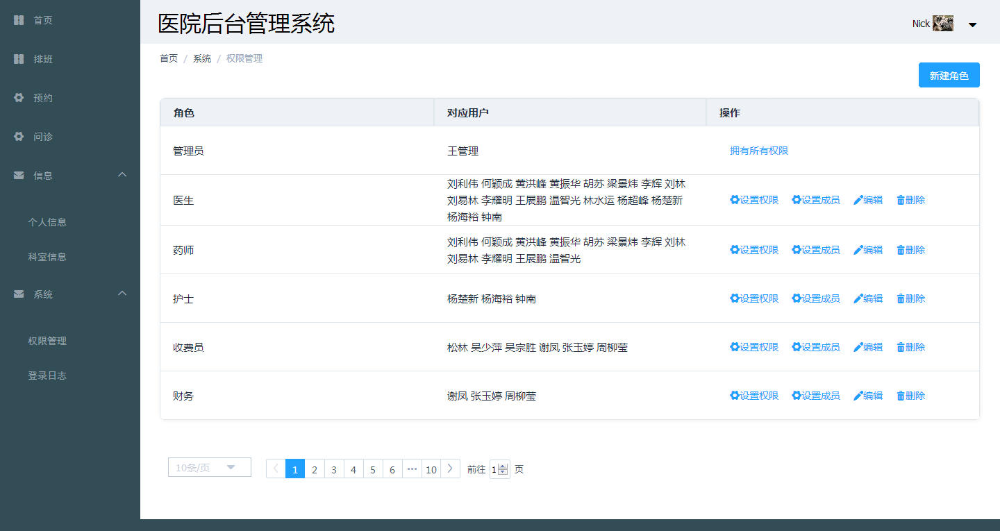 首页
排班
预约
问诊
信息
个人信息
科室信息
系统
权限管理
登录日志
医院后台管理系统
Nick
首页 / 系统 / 权限管理
新建角色
角色 对应用户 操作
管理员 王管理 拥有所有权限
医生
刘利伟 何颖成 黄洪峰 黄振华 胡苏 梁景炜 李辉 刘林
刘易林 李耀明 王展鹏 温智光 林水运 杨超峰 杨楚新
杨海裕 钟南
设置权限 设置成员 编辑 删除
药师
刘利伟 何颖成 黄洪峰 黄振华 胡苏 梁景炜 李辉 刘林
刘易林 李耀明 王展鹏 温智光
设置权限 设置成员 编辑 删除
护士 杨楚新 杨海裕 钟南 设置权限 设置成员 编辑 删除
收费员 松林 吴少萍 吴宗胜 谢凤 张玉婷 周柳莹 设置权限 设置成员 编辑 删除
财务 谢凤 张玉婷 周柳莹 设置权限 设置成员 编辑 删除
10条/页 1 2 3 4 5 6 ··· 10 前往 1 页